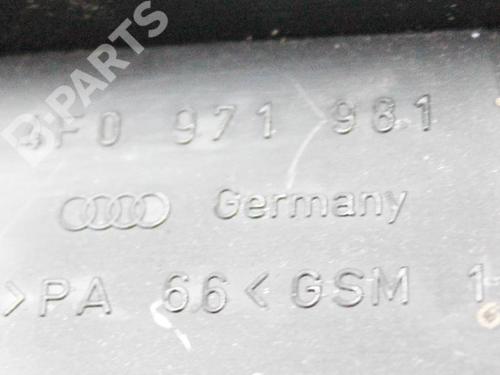 B-PARTS
4F0 971 981
Germany
>PA 66< GSM 1